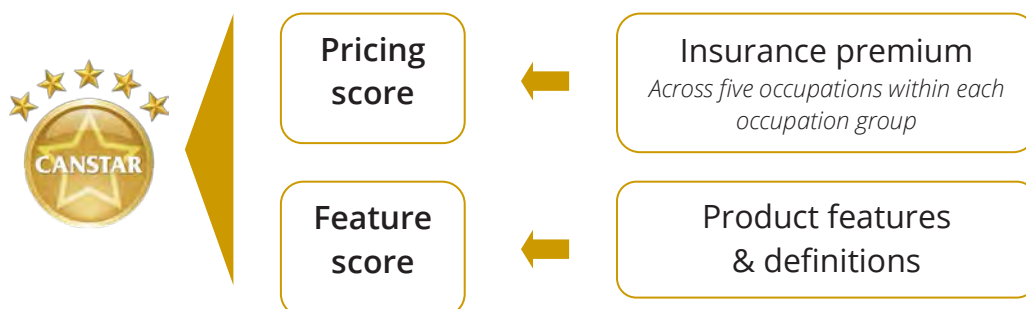 CANSTAR
Pricing
score
Insurance premium
Across five occupations within each
occupation group
Feature
score
Product features
& definitions